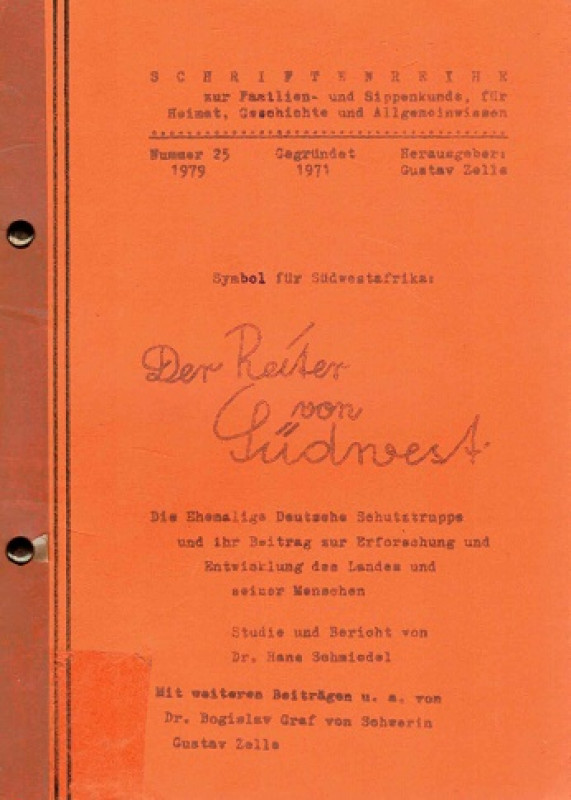 SCHRIFTENREIHE
zur Familien- und Sippenkunde, für
Heimat, Geschichte und Allgemeinwissen
Nummer 25 Gegründet Herausgeber:
1979 1971 Gustav Zelle
Symbol für Südwestafrika:
Der Reiter
von
Südwest
Die Ehemalige Deutsche Schutztruppe
und ihr Beitrag zur Erforschung und
Entwicklung des Landes und
seiner Menschen
Studie und Bericht von
Dr. Hans Schmiedel
Mit weiteren Beiträgen u. a. von
Dr. Bogislav Graf von Schwerin
Gustav Zelle